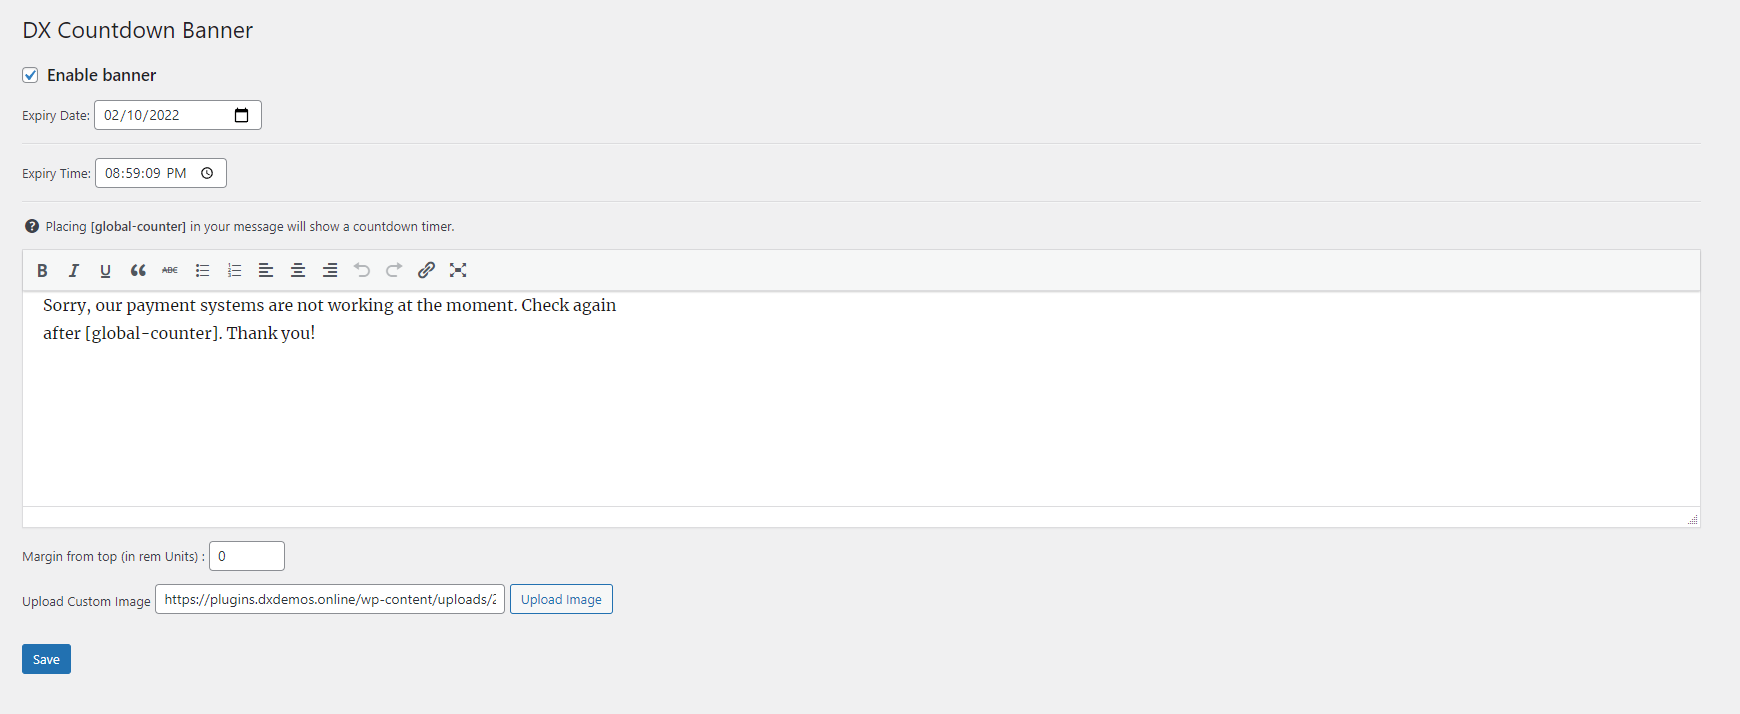 DX Countdown Banner
Enable banner
Expiry Date: 02/10/2022
Expiry Time: 08:59:09 PM
Placing [global-counter] in your message will show a countdown timer.
B I U ABC
Sorry, our payment systems are not working at the moment. Check again
after [global-counter]. Thank you!
Margin from top (in rem Units) : 0
Upload Custom Image https://plugins.dxdemos.online/wp-content/uploads/2 Upload Image
Save